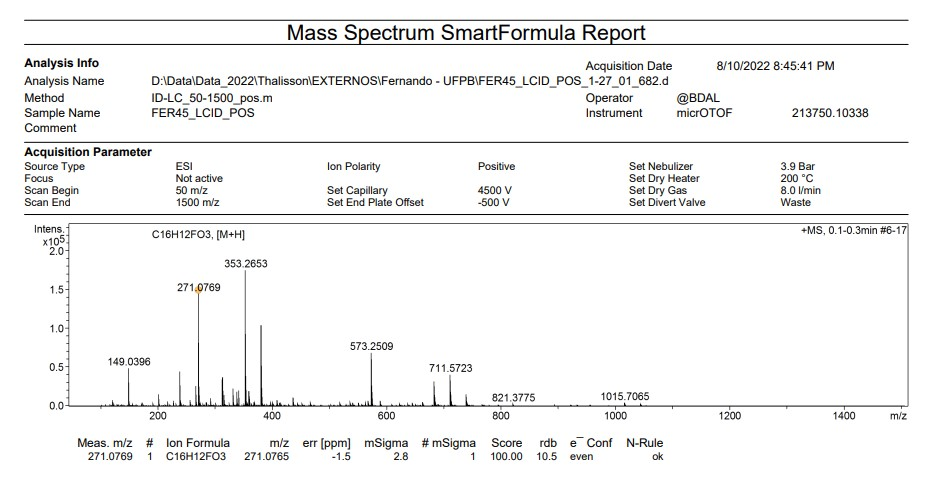 Mass Spectrum SmartFormula Report
Analysis Info
Acquisition Date 8/10/2022 8:45:41 PM
Analysis Name D:\Data\Data_2022\Thalisson\EXTERNOS\Fernando - UFPB\FER45_LCID_POS_1-27_01_682.d
Method ID-LC_50-1500_pos.m Operator @BDAL
Sample Name FER45_LCID_POS Instrument micrOTOF 213750.10338
Comment
Acquisition Parameter
Source Type ESI Ion Polarity Positive Set Nebulizer 3.9 Bar
Focus Not active Set Dry Heater 200 °C
Scan Begin 50 m/z Set Capillary 4500 V Set Dry Gas 8.0 l/min
Scan End 1500 m/z Set End Plate Offset -500 V Set Divert Valve Waste
Intens. +MS, 0.1-0.3min #6-17
x10⁵ C16H12FO3, [M+H]
2.0
353.2653
271.0769
1.5
1.0
573.2509
149.0396
711.5723
0.5
821.3775 1015.7065
0.0
200 400 600 800 1000 1200 1400 m/z
Meas. m/z # Ion Formula m/z err [ppm] mSigma # mSigma Score rdb e⁻ Conf N-Rule
271.0769 1 C16H12FO3 271.0765 -1.5 2.8 1 100.00 10.5 even ok